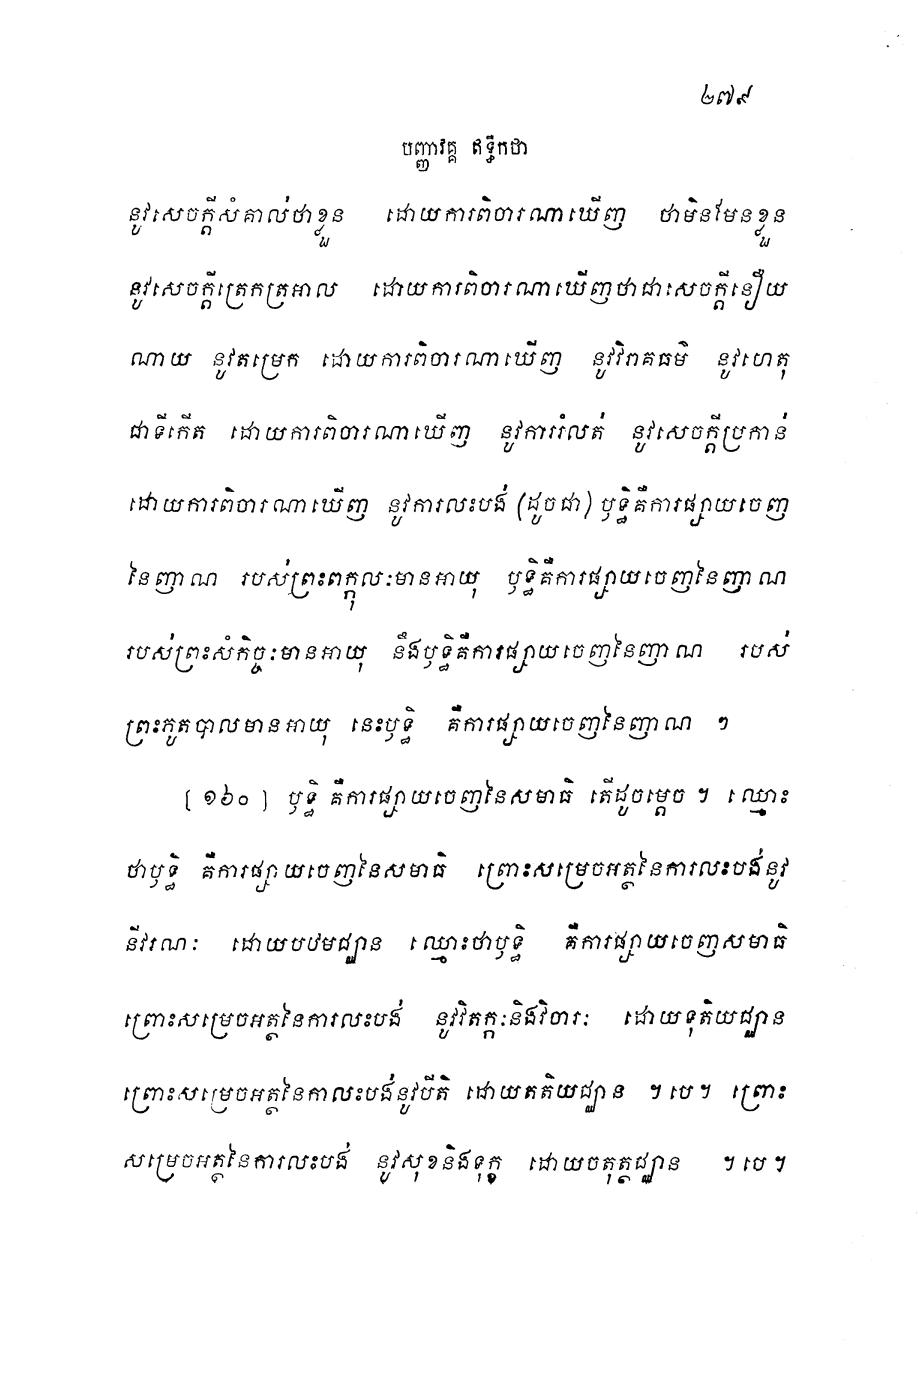 ២៧៩
បញ្ញាវគ្គ ឥទ្ធិកថា
នូវសេចក្តីសំគាល់ថាខ្លួន ដោយការពិចារណាឃើញ ថាមិនមែនខ្លួន
នូវសេចក្តីត្រេកត្រអាល ដោយការពិចារណាឃើញថាជាសេចក្តីនឿយ
ណាយ នូវតម្រេក ដោយការពិចារណាឃើញ នូវវិរាគធម៌ នូវហេតុ
ជាទីកើត ដោយការពិចារណាឃើញ នូវការរំលត់ នូវសេចក្តីប្រកាន់
ដោយការពិចារណាឃើញ នូវការលះបង់ (ដូចជា) ឫទ្ធិគឺការផ្សាយចេញ
នៃញាណ របស់ព្រះពក្កុលៈមានអាយុ ឫទ្ធិគឺការផ្សាយចេញនៃញាណ
របស់ព្រះសំកិច្ចៈមានអាយុ នឹងឫទ្ធិគឺការផ្សាយចេញនៃញាណ របស់
ព្រះភូតបាលមានអាយុ នេះឫទ្ធិ គឺការផ្សាយចេញនៃញាណ ។
[១៦០] ឫទ្ធិ គឺការផ្សាយចេញនៃសមាធិ តើដូចម្តេច ។ ឈ្មោះ
ថាឫទ្ធិ គឺការផ្សាយចេញនៃសមាធិ ព្រោះសម្រេចអត្ថនៃការលះបង់នូវ
នីវរណៈ ដោយបឋមជ្ឈាន ឈ្មោះថាឫទ្ធិ គឺការផ្សាយចេញសមាធិ
ព្រោះសម្រេចអត្ថនៃការលះបង់ នូវវិតក្កៈនិងវិចារៈ ដោយទុតិយជ្ឈាន
ព្រោះសម្រេចអត្ថនៃកាលះបង់នូវបីតិ ដោយតតិយជ្ឈាន ។បេ។ ព្រោះ
សម្រេចអត្ថនៃការលះបង់ នូវសុខនិងទុក្ខ ដោយចតុត្ថជ្ឈាន ។បេ។